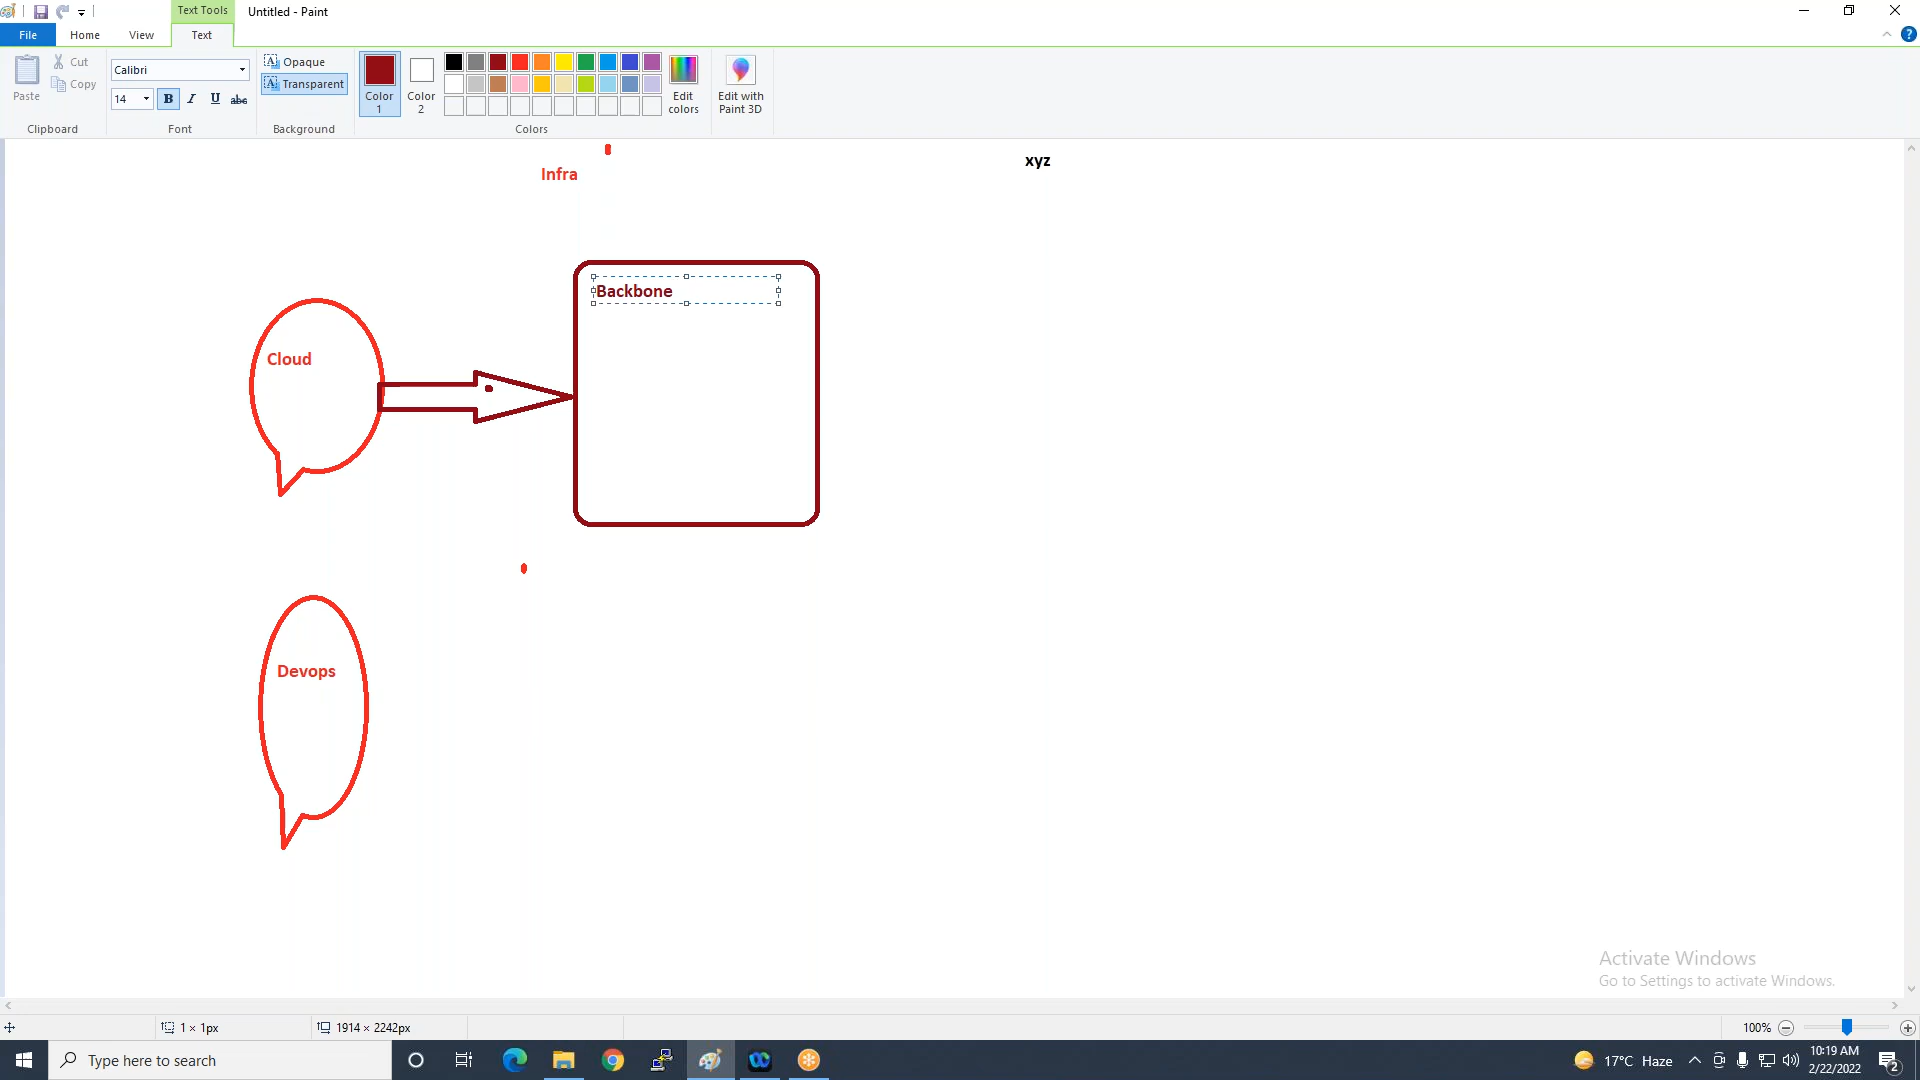 Text Tools
Untitled - Paint
File
Home
View
Text
Paste
Cut
Copy
Clipboard
Calibri
14
B
I
U
abc
Font
Opaque
Transparent
Background
Color
1
Color
2
Edit
colors
Colors
Edit with
Paint 3D
Infra
xyz
Backbone
Cloud
Devops
Activate Windows
Go to Settings to activate Windows.
1 × 1px
1914 × 2242px
100%
Type here to search
17°C Haze
10:19 AM
2/22/2022
2